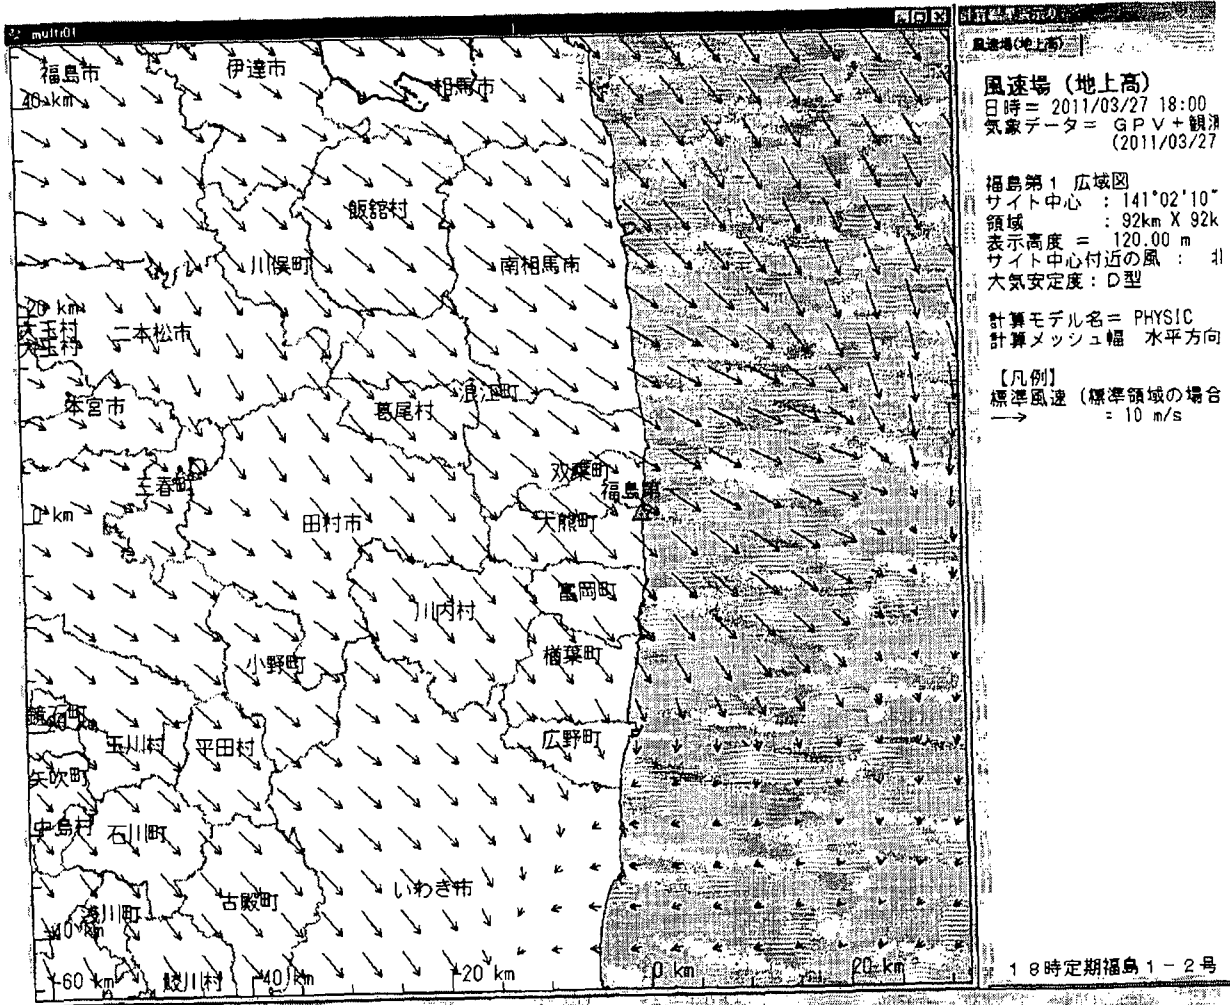 multi01
福島市
伊達市
相馬市
40 km
飯舘村
川俣町
南相馬市
20 km
大玉村
大玉村
二本松市
本宮市
浪江町
葛尾村
三春町
双葉町
福島第一
0 km
田村市
大熊町
富岡町
川内村
楢葉町
小野町
鏡石町
玉川村
平田村
広野町
矢吹町
中島村
石川町
いわき市
古殿町
浅川町
-40 km
-60 km
鮫川村
-40 km
-20 km
0 km
20 km
風速場(地上高)
風速場（地上高）
日時＝ 2011/03/27 18:00
気象データ＝ ＧＰＶ＋観測
(2011/03/27
福島第１ 広域図
サイト中心 : 141°02'10"
領域 : 92km X 92k
表示高度 ＝ 120.00 m
サイト中心付近の風 : 北
大気安定度：Ｄ型
計算モデル名＝ PHYSIC
計算メッシュ幅 水平方向
【凡例】
標準風速（標準領域の場合
→ = 10 m/s
１８時定期福島１－２号